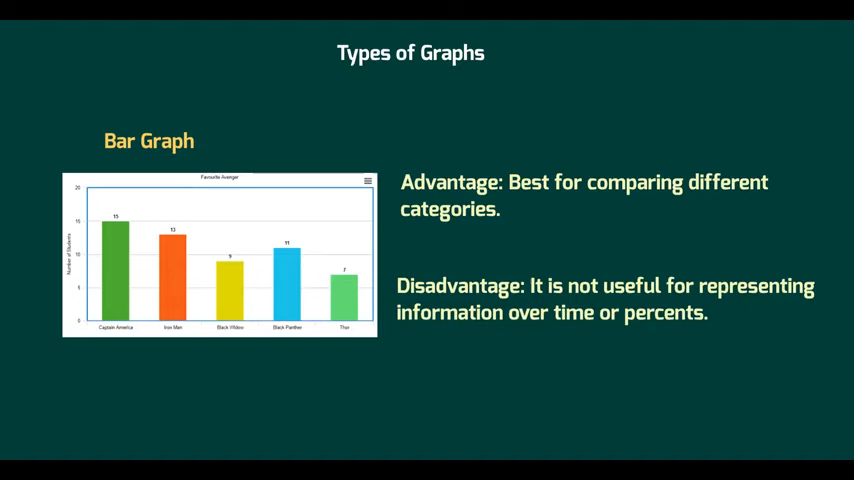 Types of Graphs
Bar Graph
Favourite Avenger
20
15
10
5
0
Number of Students
15
13
9
11
7
Captain America
Iron Man
Black Widow
Black Panther
Thor
Advantage: Best for comparing different
categories.
Disadvantage: It is not useful for representing
information over time or percents.